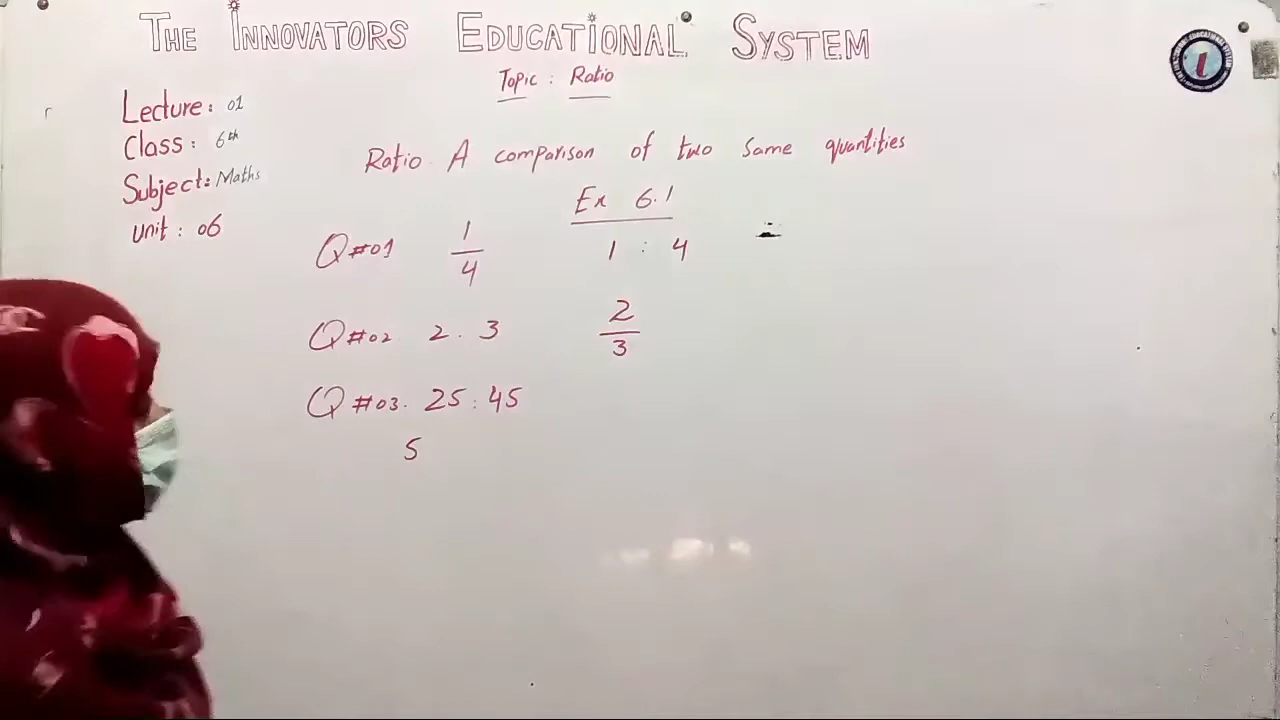 THE INNOVATORS EDUCATIONAL SYSTEM
Topic : Ratio
Lecture : 01
Class : 6th
Subject : Maths
Unit : 06
Ratio A comparison of two same quantities
Ex 6.1
Q#01 1/4 1 : 4
Q#02 2 . 3 2/3
Q#03. 25 : 45
5